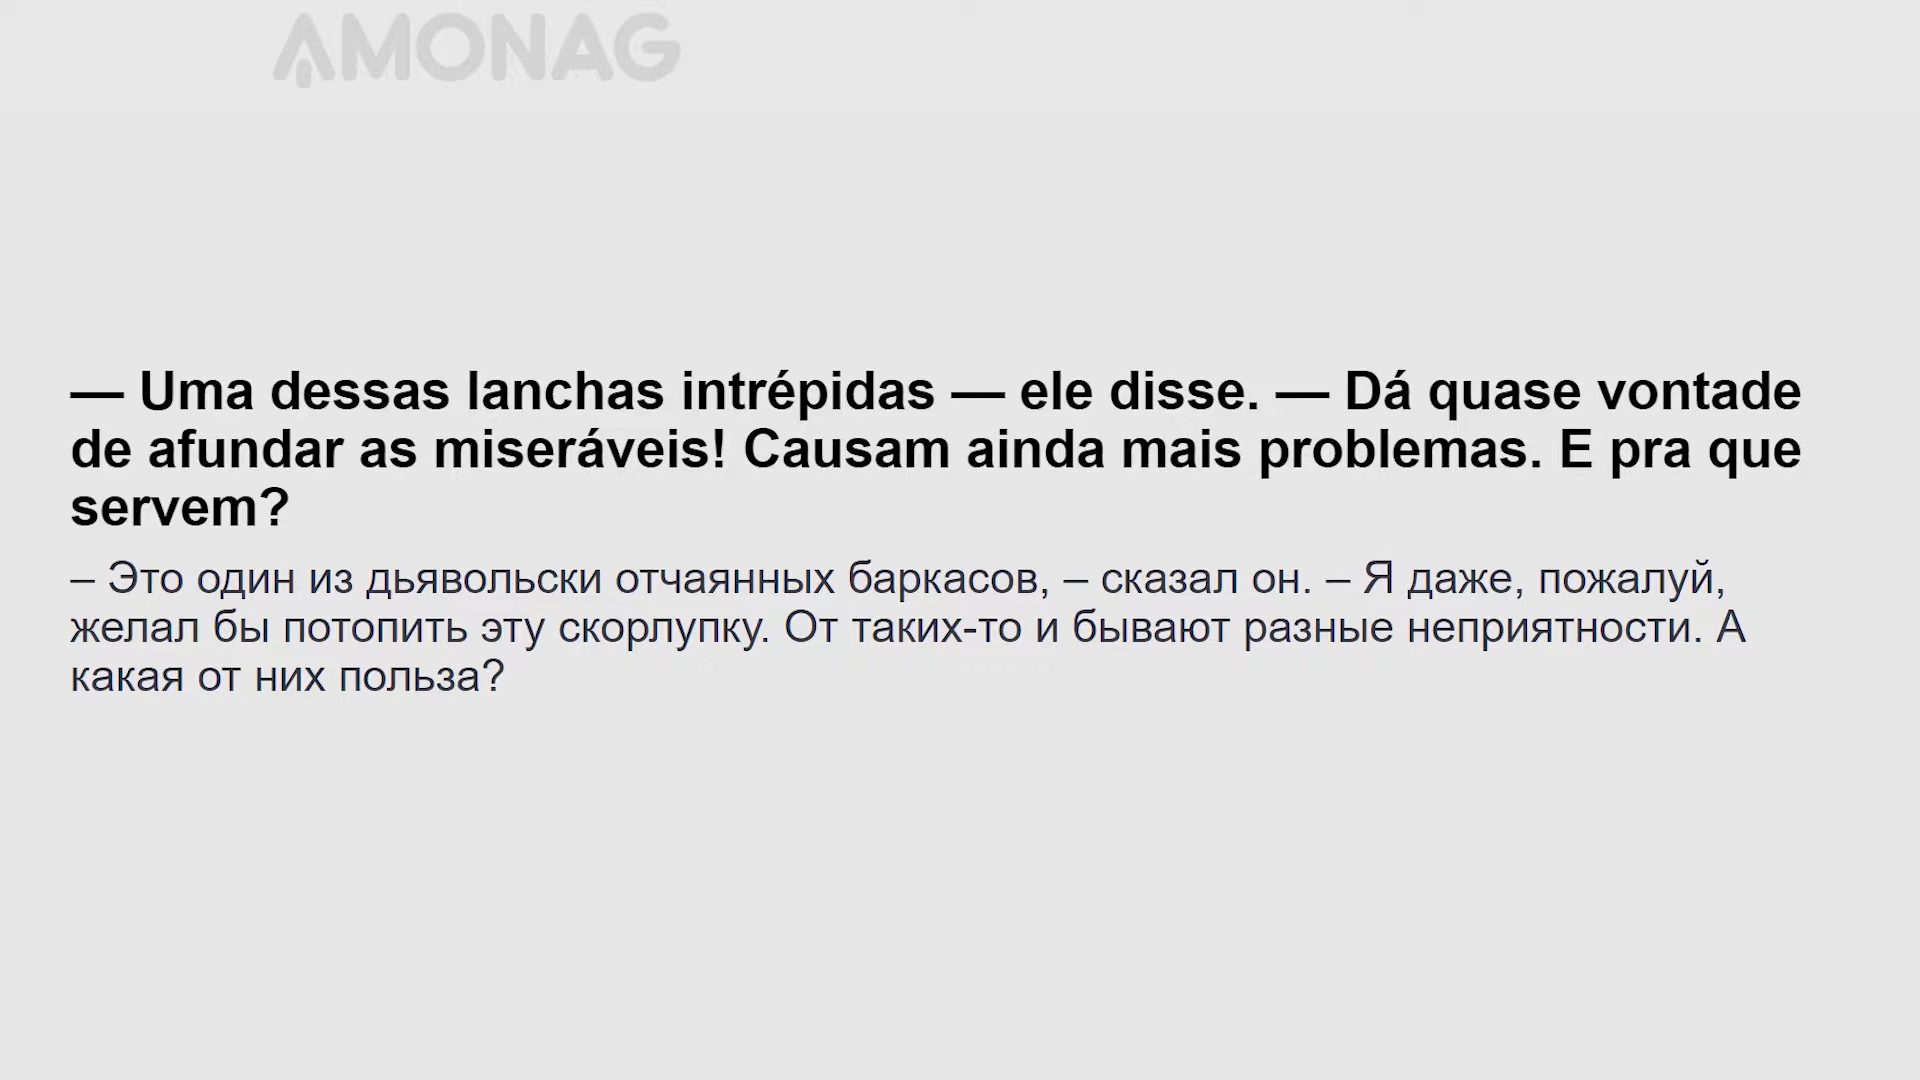 AMONAG
— Uma dessas lanchas intrépidas — ele disse. — Dá quase vontade
de afundar as miseráveis! Causam ainda mais problemas. E pra que
servem?
– Это один из дьявольски отчаянных баркасов, – сказал он. – Я даже, пожалуй,
желал бы потопить эту скорлупку. От таких-то и бывают разные неприятности. А
какая от них польза?